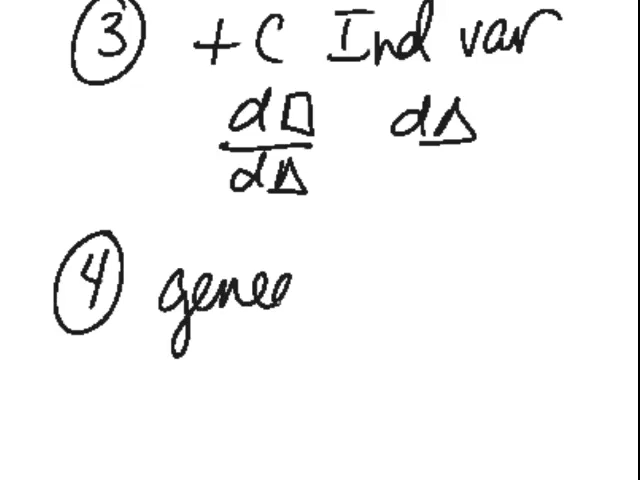 ③ + C Ind var
d□/d△ d△
④ genee